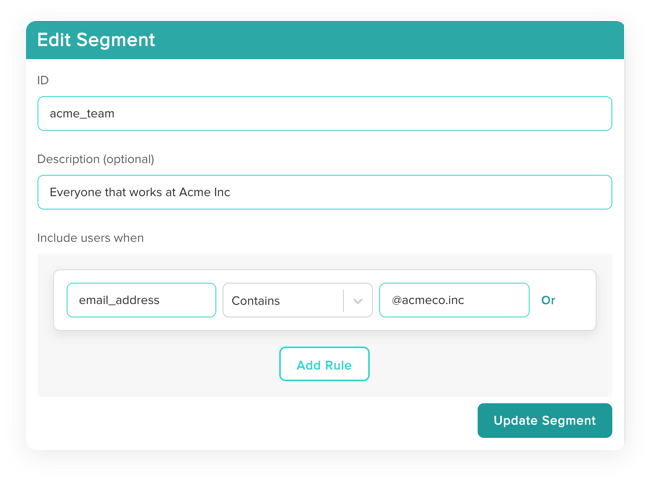 Edit Segment
ID
acme_team
Description (optional)
Everyone that works at Acme Inc
Include users when
email_address Contains @acmeco.inc Or
Add Rule
Update Segment